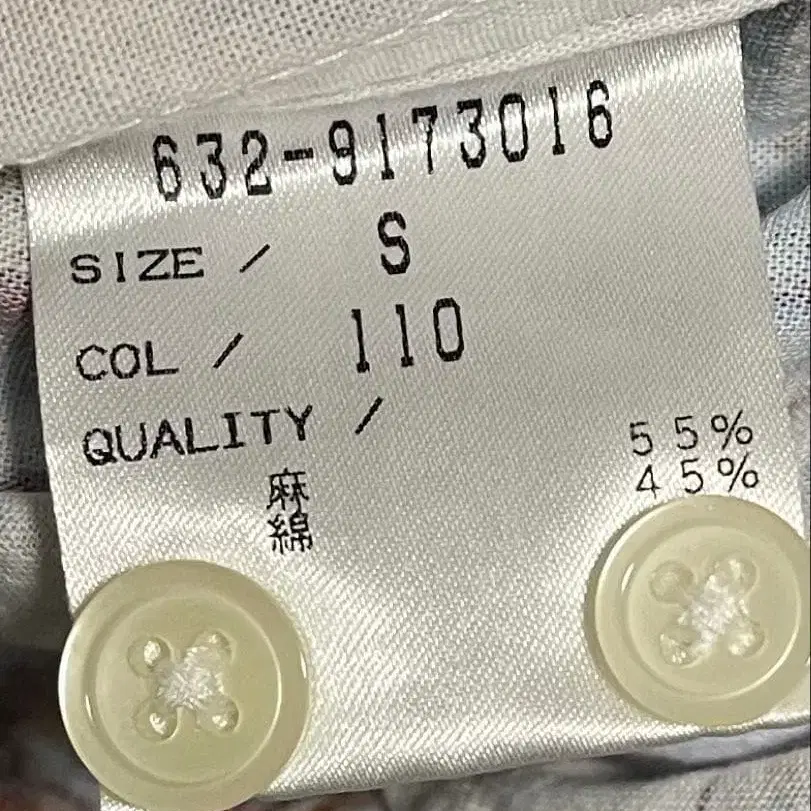 632-9173016
SIZE / S
COL / 110
QUALITY /
麻 55%
綿 45%